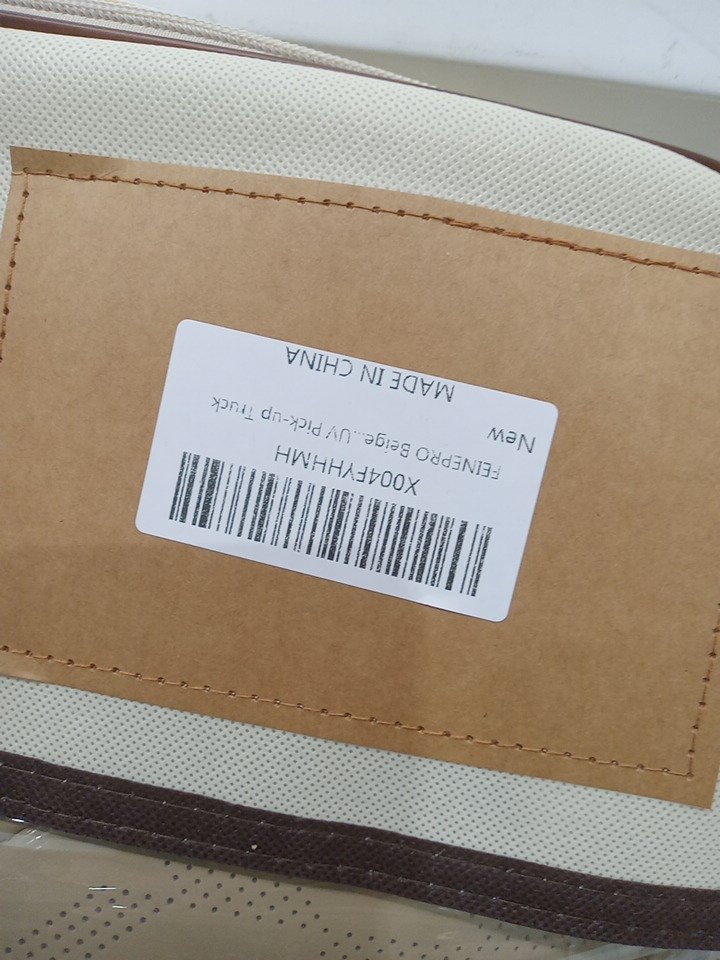 X004FYHHMH
FEINEPRO Beige...UV Pick-up Truck
New
MADE IN CHINA